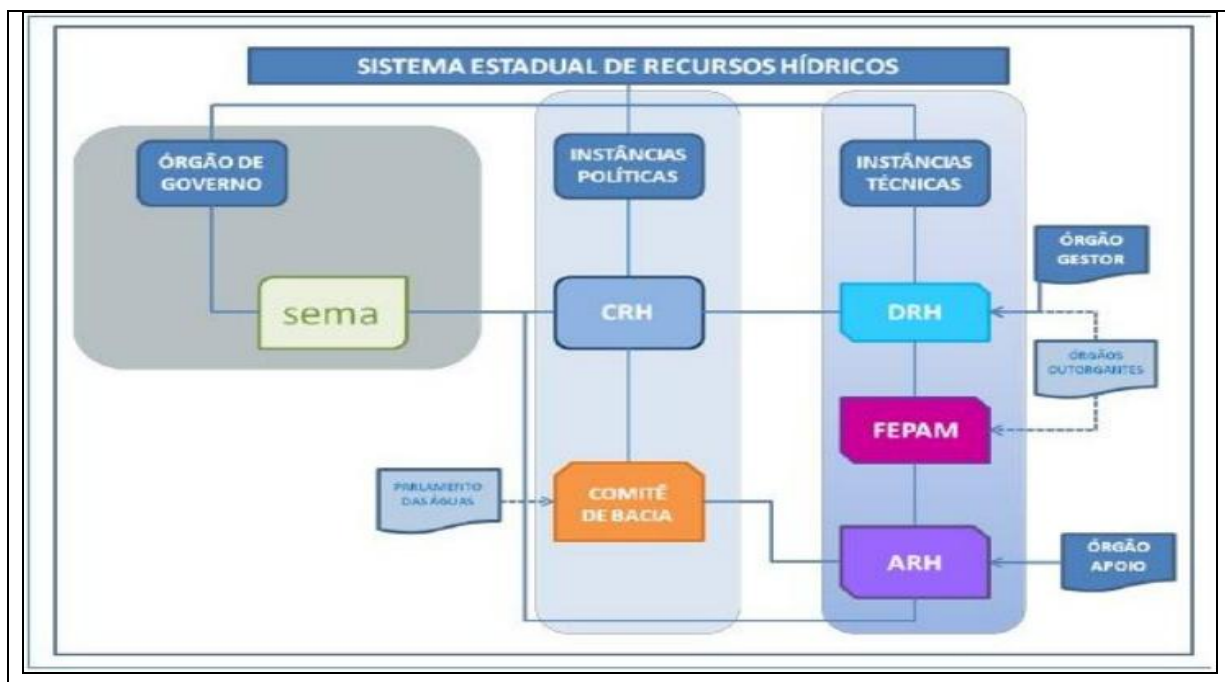 SISTEMA ESTADUAL DE RECURSOS HÍDRICOS
ÓRGÃO DE
GOVERNO
INSTÂNCIAS
POLÍTICAS
INSTÂNCIAS
TÉCNICAS
ÓRGÃO
GESTOR
sema
CRH
DRH
ÓRGÃOS
OUTORGANTES
FEPAM
PARLAMENTO
DAS ÁGUAS
COMITÊ
DE BACIA
ARH
ÓRGÃO
APOIO